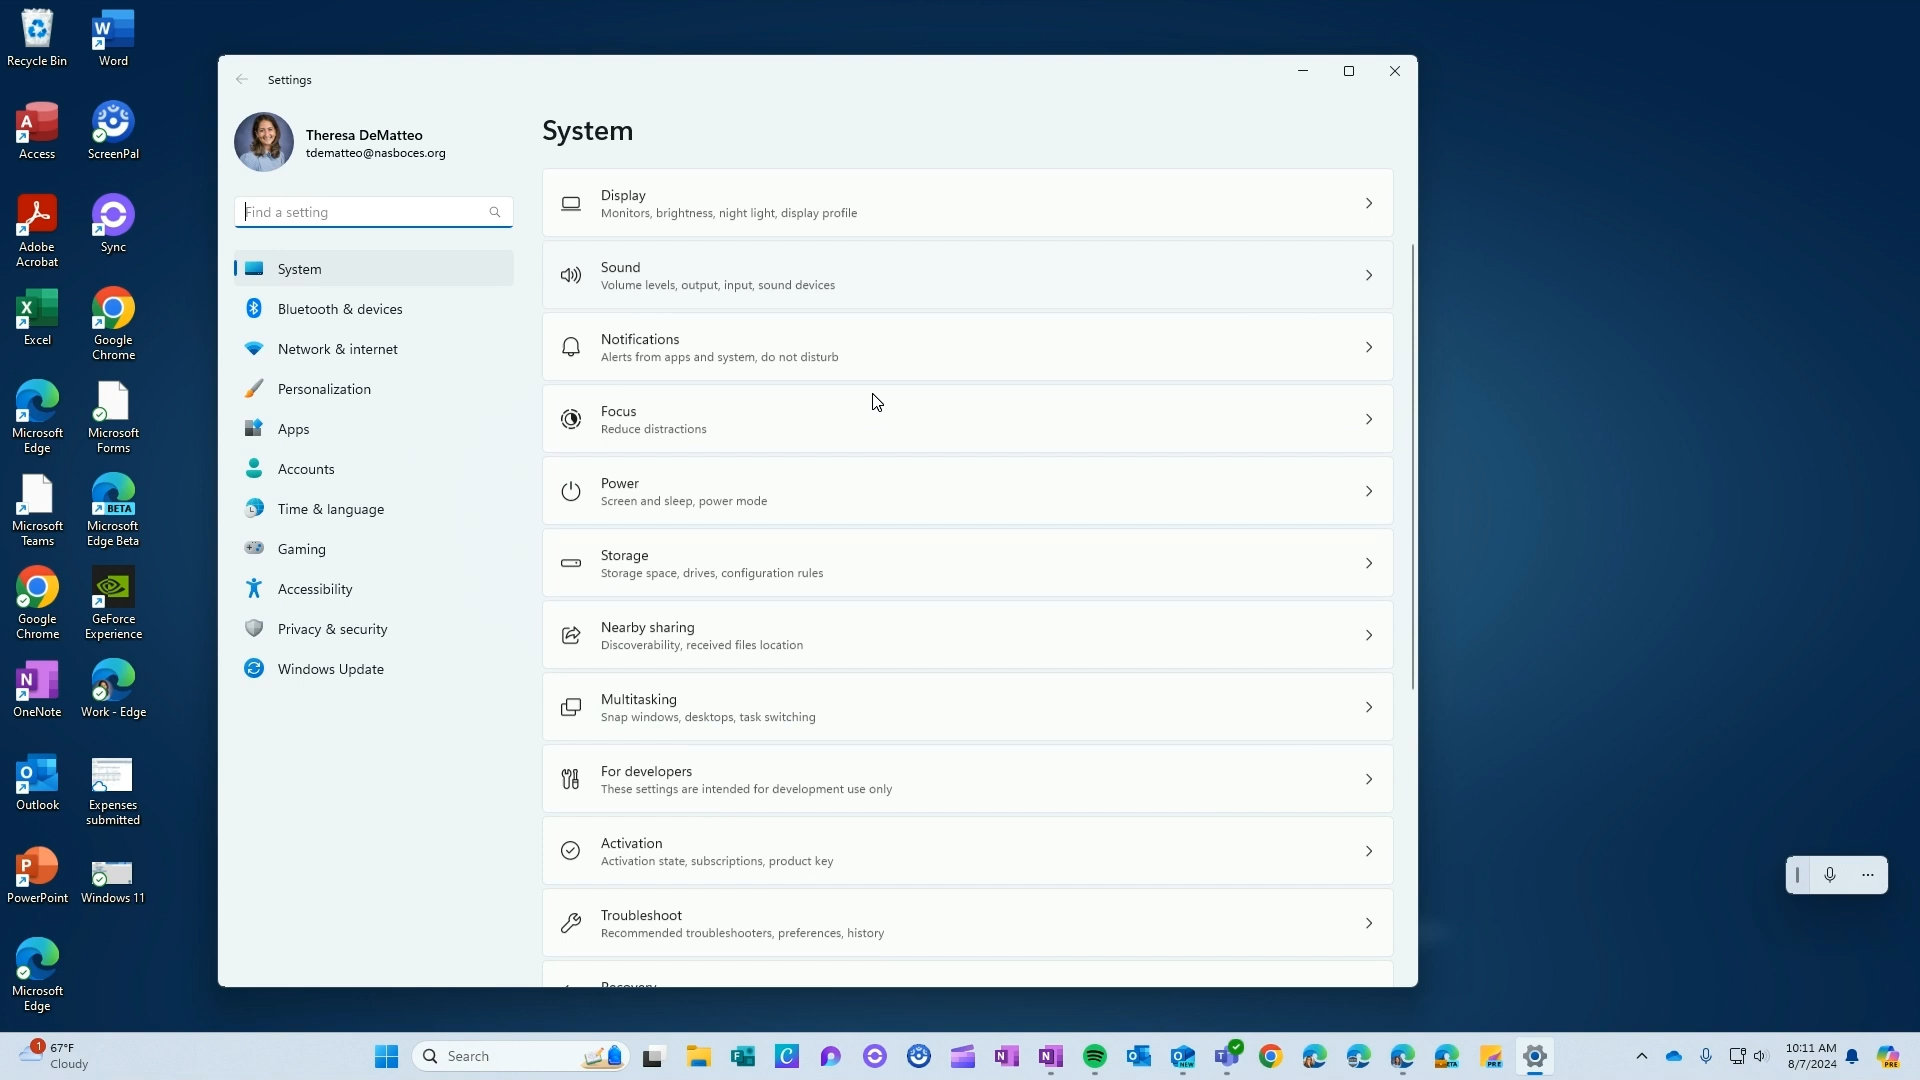 Recycle Bin
Word
Access
ScreenPal
Adobe
Acrobat
Sync
Excel
Google
Chrome
Microsoft
Edge
Microsoft
Forms
Microsoft
Teams
BETA
Microsoft
Edge Beta
Google
Chrome
GeForce
Experience
OneNote
Work - Edge
Outlook
Expenses
submitted
PowerPoint
Windows 11
Microsoft
Edge
Settings
Theresa DeMatteo
tdematteo@nasboces.org
Find a setting
System
Bluetooth & devices
Network & internet
Personalization
Apps
Accounts
Time & language
Gaming
Accessibility
Privacy & security
Windows Update
System
Display
Monitors, brightness, night light, display profile
Sound
Volume levels, output, input, sound devices
Notifications
Alerts from apps and system, do not disturb
Focus
Reduce distractions
Power
Screen and sleep, power mode
Storage
Storage space, drives, configuration rules
Nearby sharing
Discoverability, received files location
Multitasking
Snap windows, desktops, task switching
For developers
These settings are intended for development use only
Activation
Activation state, subscriptions, product key
Troubleshoot
Recommended troubleshooters, preferences, history
Recovery
1
67°F
Cloudy
Search
NEW
BETA
PRE
10:11 AM
8/7/2024
PRE